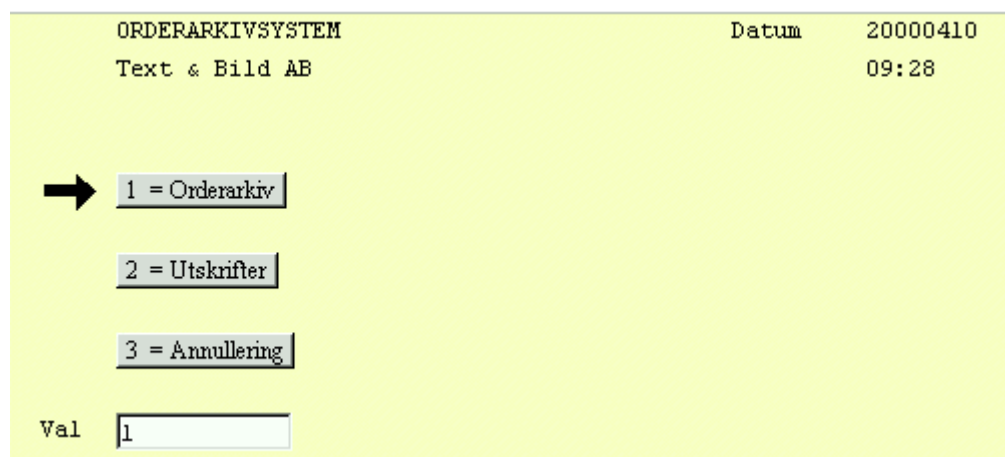 ORDERARKIVSYSTEM Datum 20000410
Text & Bild AB 09:28
1 = Orderarkiv
2 = Utskrifter
3 = Annullering
Val 1